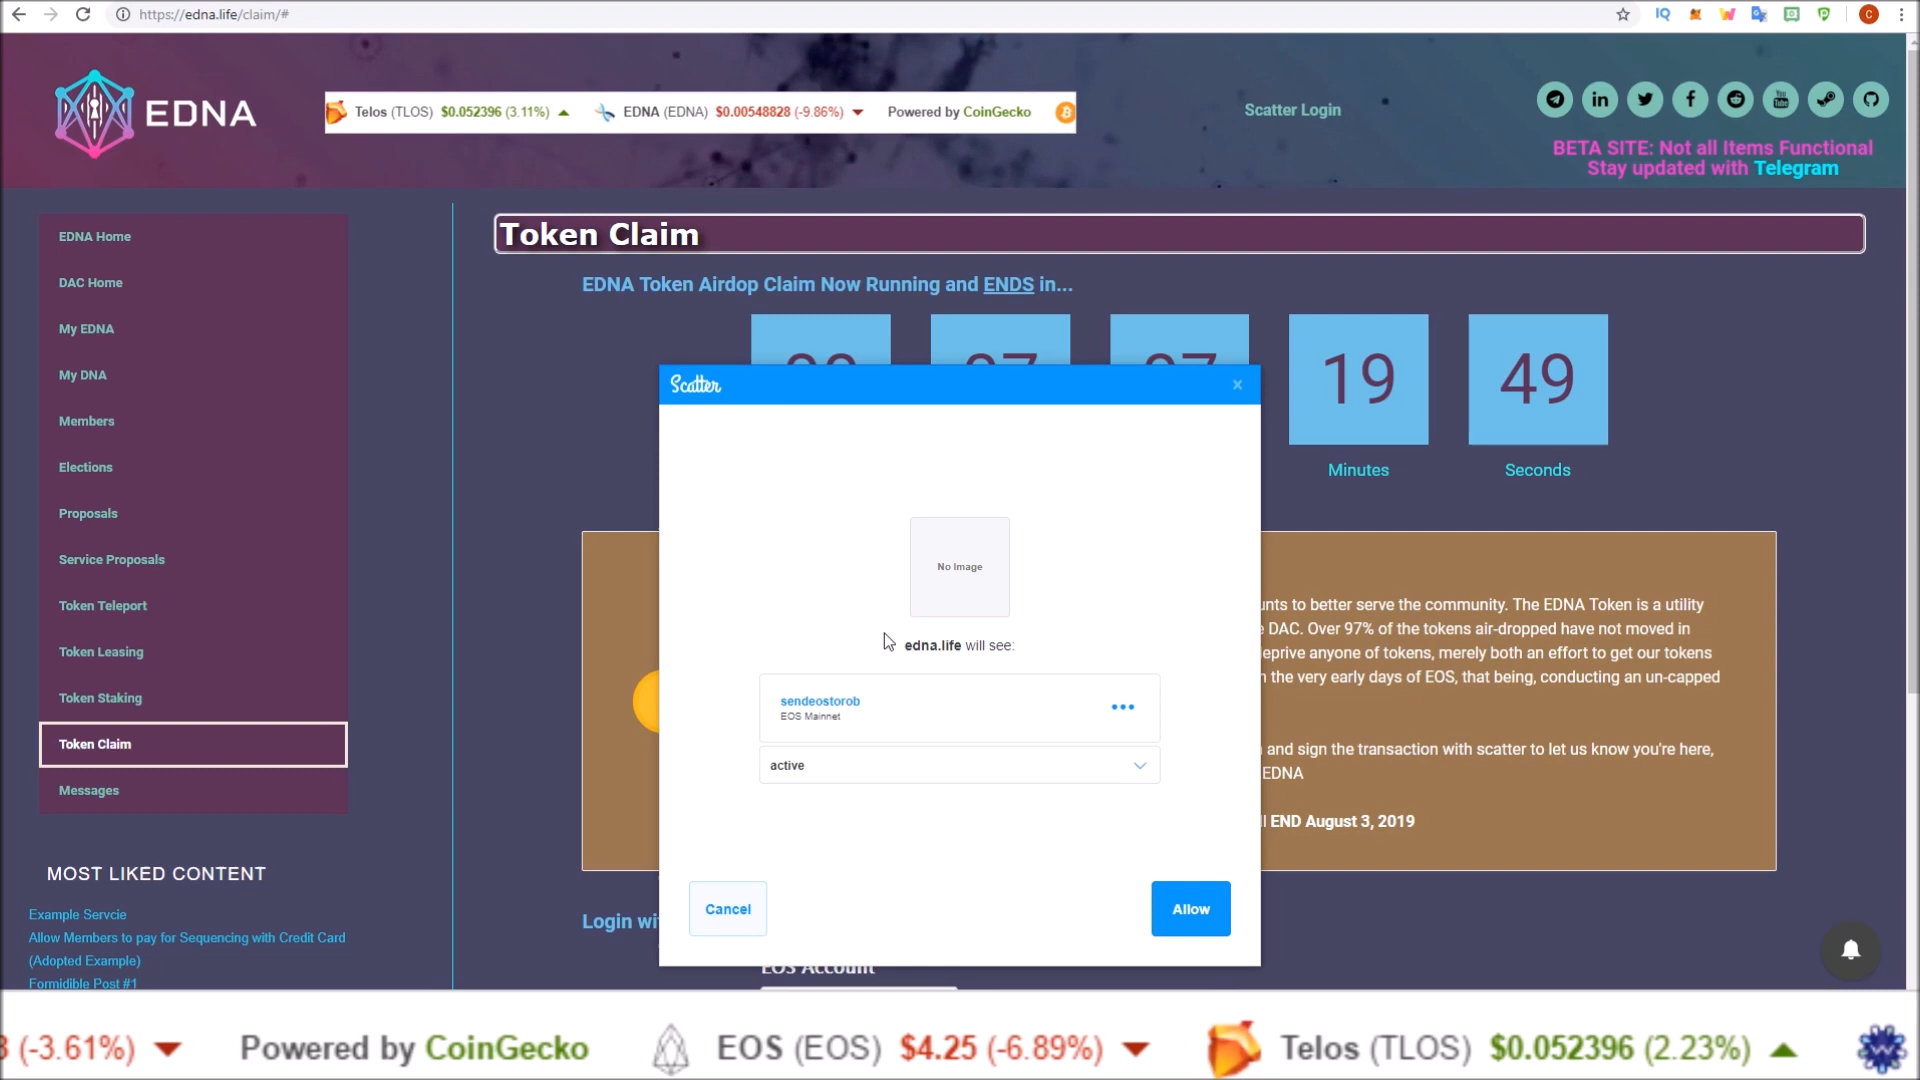 https://edna.life/claim/#
EDNA
Telos (TLOS) $0.052396 (3.11%)
EDNA (EDNA) $0.00548828 (-9.86%)
Powered by CoinGecko
Scatter Login
BETA SITE: Not all Items Functional
Stay updated with Telegram
EDNA Home
DAC Home
My EDNA
My DNA
Members
Elections
Proposals
Service Proposals
Token Teleport
Token Leasing
Token Staking
Token Claim
Messages
MOST LIKED CONTENT
Example Servcie
Allow Members to pay for Sequencing with Credit Card
(Adopted Example)
Formidible Post #1
Token Claim
EDNA Token Airdop Claim Now Running and ENDS in...
19
49
Minutes
Seconds
Scatter
No Image
edna.life will see:
sendeostorob
EOS Mainnet
active
Cancel
Allow
unts to better serve the community. The EDNA Token is a utility
DAC. Over 97% of the tokens air-dropped have not moved in
eprive anyone of tokens, merely both an effort to get our tokens
the very early days of EOS, that being, conducting an un-capped
and sign the transaction with scatter to let us know you're here,
EDNA
END August 3, 2019
Login wi
EOS Account
(-3.61%)
Powered by CoinGecko
EOS (EOS) $4.25 (-6.89%)
Telos (TLOS) $0.052396 (2.23%)